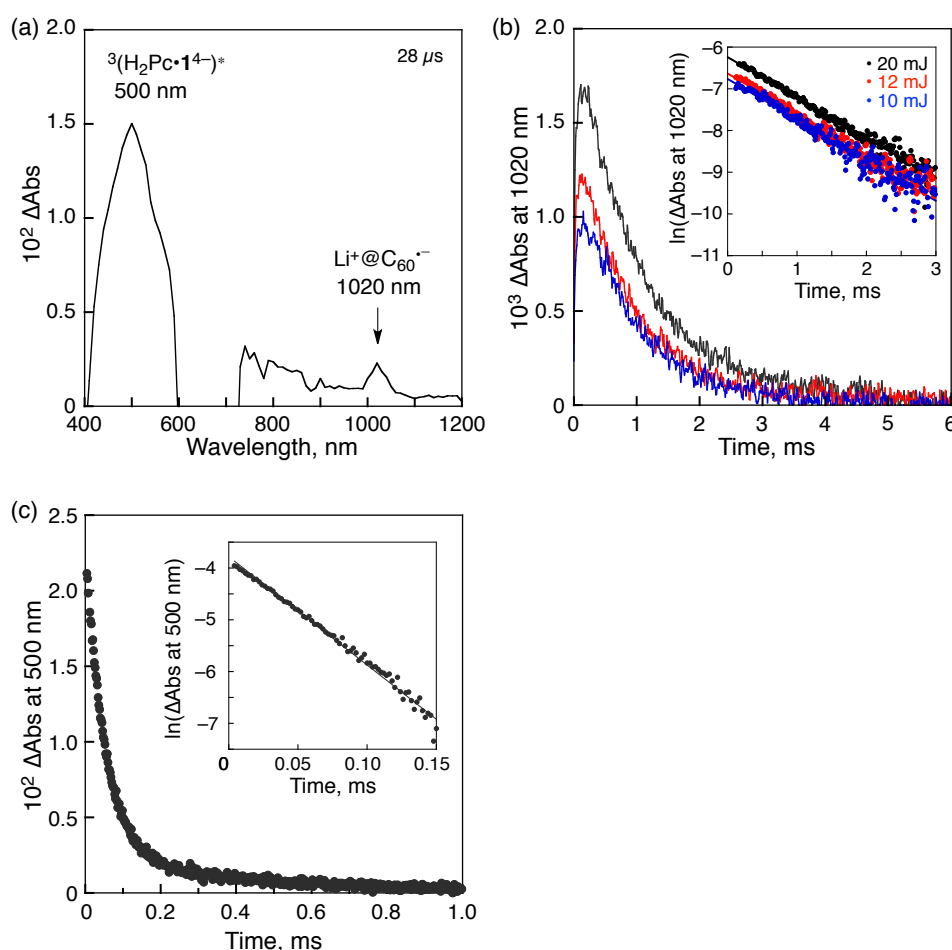 (a)
³(H₂Pc•1⁴⁻)*
500 nm
28 μs
Li⁺@C₆₀•⁻
1020 nm
10² ΔAbs
2.0
1.5
1.0
0.5
0
400 600 800 1000 1200
Wavelength, nm
(b)
10³ ΔAbs at 1020 nm
2.0
1.5
1.0
0.5
0
0 1 2 3 4 5 6
Time, ms
ln(ΔAbs at 1020 nm)
−6
−7
−8
−9
−10
−11
0 1 2 3
Time, ms
20 mJ
12 mJ
10 mJ
(c)
10² ΔAbs at 500 nm
2.5
2.0
1.5
1.0
0.5
0
0 0.2 0.4 0.6 0.8 1.0
Time, ms
ln(ΔAbs at 500 nm)
−4
−5
−6
−7
0 0.05 0.10 0.15
Time, ms